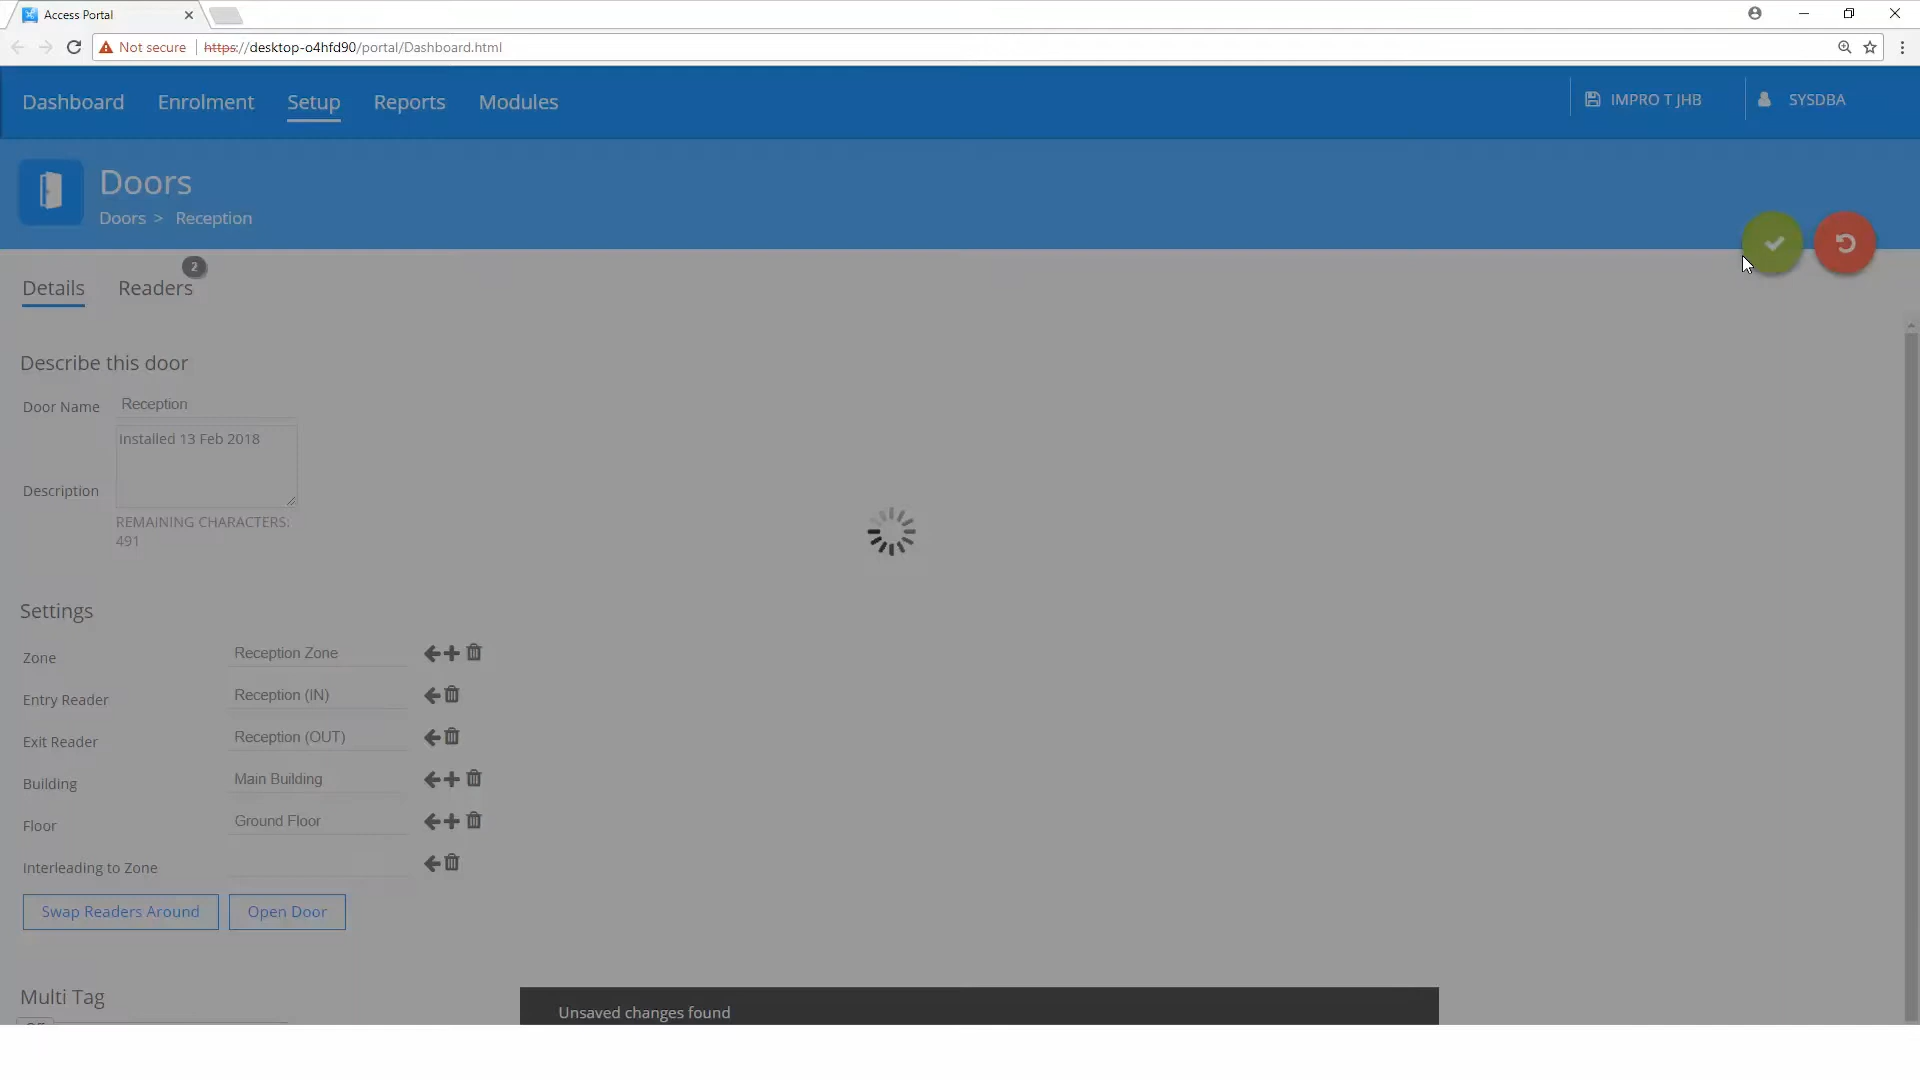 Access Portal
Not secure https://desktop-o4hfd90/portal/Dashboard.html
Dashboard Enrolment Setup Reports Modules IMPRO T JHB SYSDBA
Doors
Doors > Reception
2
Details Readers
Describe this door
Door Name Reception
Installed 13 Feb 2018
Description
REMAINING CHARACTERS:
491
Settings
Zone Reception Zone
Entry Reader Reception (IN)
Exit Reader Reception (OUT)
Building Main Building
Floor Ground Floor
Interleading to Zone
Swap Readers Around Open Door
Multi Tag
Unsaved changes found